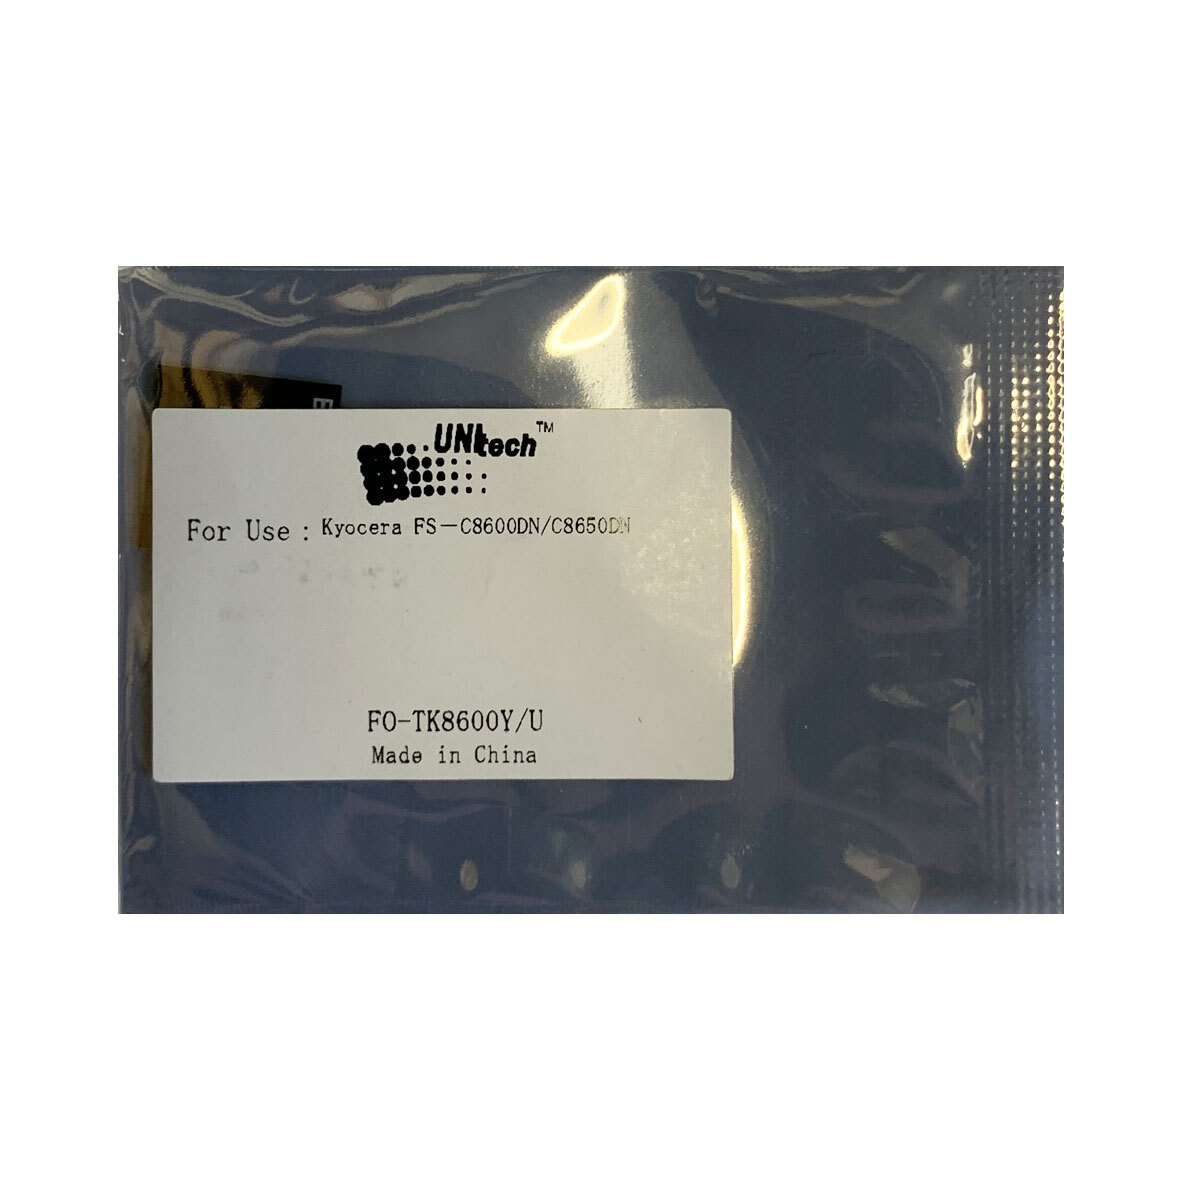 UNItech™
For Use : Kyocera FS-C8600DN/C8650DN
FO-TK8600Y/U
Made in China